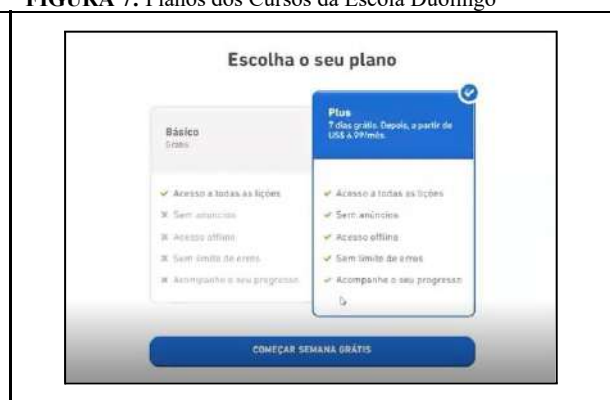 FIGURA 7: Planos dos Cursos da Escola Duolingo
Escolha o seu plano
Básico
Grátis
Plus
7 dias grátis. Depois, a partir de
US$ 6.99/mês
Acesso a todas as lições
Sem anúncios
Acesso offline
Sem limite de erros
Acompanhe o seu progresso
Acesso a todas as lições
Sem anúncios
Acesso offline
Sem limite de erros
Acompanhe o seu progresso
COMEÇAR SEMANA GRÁTIS